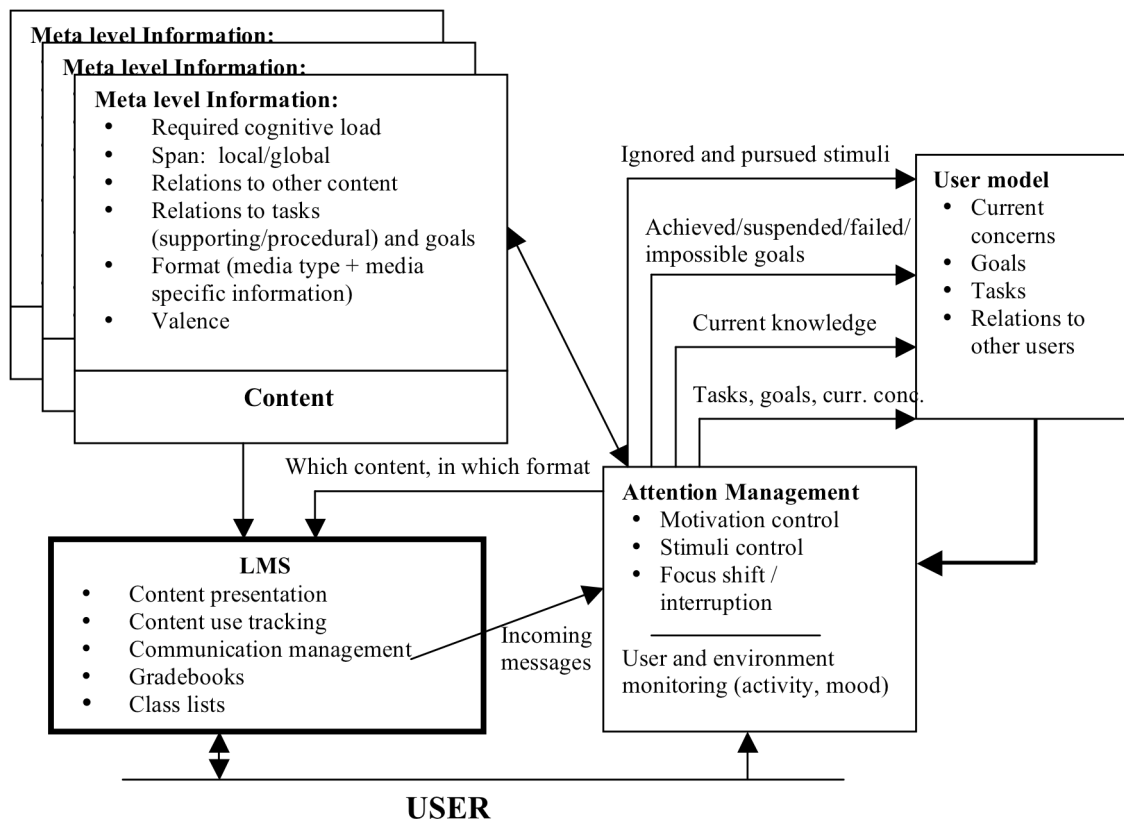 Meta level Information:
Meta level Information:
Meta level Information:
• Required cognitive load
• Span: local/global
• Relations to other content
• Relations to tasks
(supporting/procedural) and goals
• Format (media type + media
specific information)
• Valence
Content
Ignored and pursued stimuli
Achieved/suspended/failed/
impossible goals
Current knowledge
Tasks, goals, curr. conc.
User model
• Current
concerns
• Goals
• Tasks
• Relations to
other users
Which content, in which format
Attention Management
• Motivation control
• Stimuli control
• Focus shift /
interruption
User and environment
monitoring (activity, mood)
LMS
• Content presentation
• Content use tracking
• Communication management
• Gradebooks
• Class lists
Incoming
messages
USER